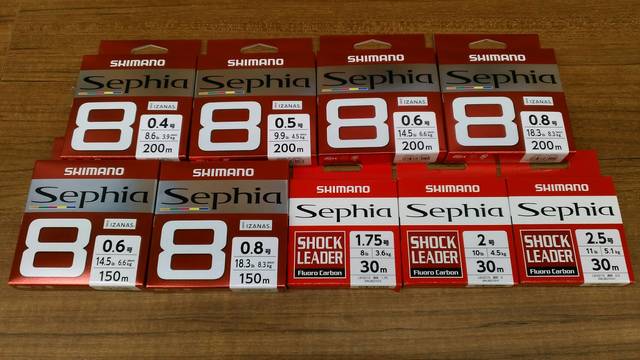 SHIMANO
Sephia
8
IZANAS
0.4号
8.6lb 3.9kg
200m
SHIMANO
Sephia
8
IZANAS
0.5号
9.9lb 4.5kg
200m
SHIMANO
Sephia
8
IZANAS
0.6号
14.5lb 6.6kg
200m
SHIMANO
Sephia
8
IZANAS
0.8号
18.3lb 8.3kg
200m
SHIMANO
Sephia
8
IZANAS
0.6号
14.5lb 6.6kg
150m
SHIMANO
Sephia
8
IZANAS
0.8号
18.3lb 8.3kg
150m
SHIMANO
Sephia
SHOCK
LEADER
Fluoro Carbon
1.75号
8lb 3.6kg
30m
SHIMANO
Sephia
SHOCK
LEADER
Fluoro Carbon
2号
10lb 4.5kg
30m
SHIMANO
Sephia
SHOCK
LEADER
Fluoro Carbon
2.5号
11lb 5.1kg
30m